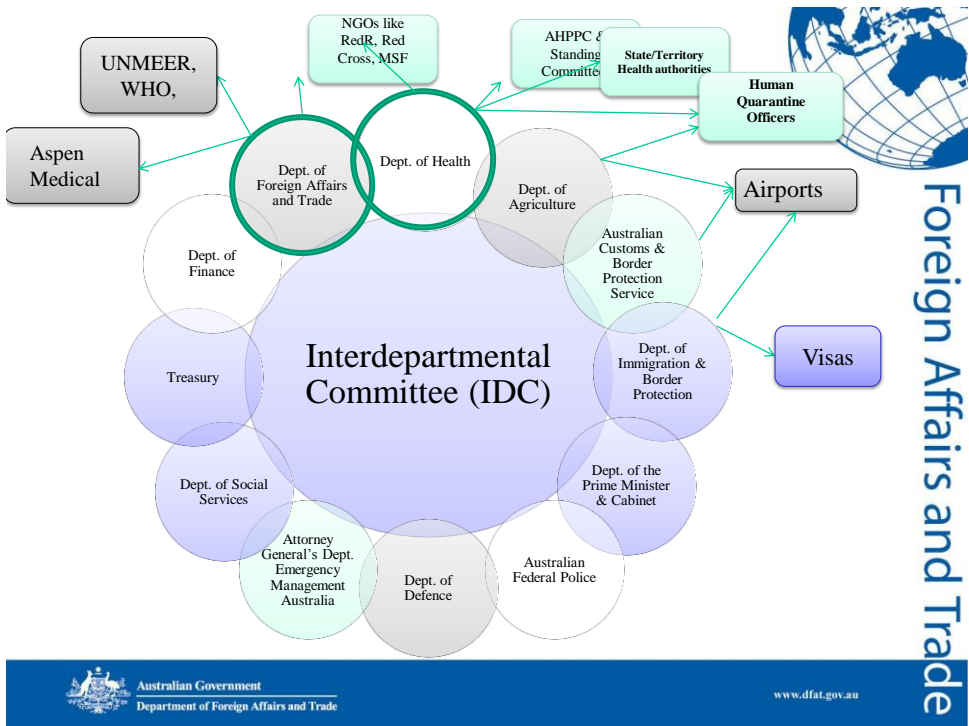 NGOs like
RedR, Red
Cross, MSF
AHPPC &
Standing
Committee
State/Territory
Health authorities
UNMEER,
WHO,
Human
Quarantine
Officers
Aspen
Medical
Dept. of
Foreign Affairs
and Trade
Dept. of Health
Dept. of
Agriculture
Airports
Dept. of
Finance
Australian
Customs &
Border
Protection
Service
Interdepartmental
Committee (IDC)
Treasury
Dept. of
Immigration &
Border
Protection
Visas
Dept. of Social
Services
Dept. of the
Prime Minister
& Cabinet
Attorney
General's Dept.
Emergency
Management
Australia
Dept. of
Defence
Australian
Federal Police
Foreign Affairs and Trade
Australian Government
Department of Foreign Affairs and Trade
www.dfat.gov.au